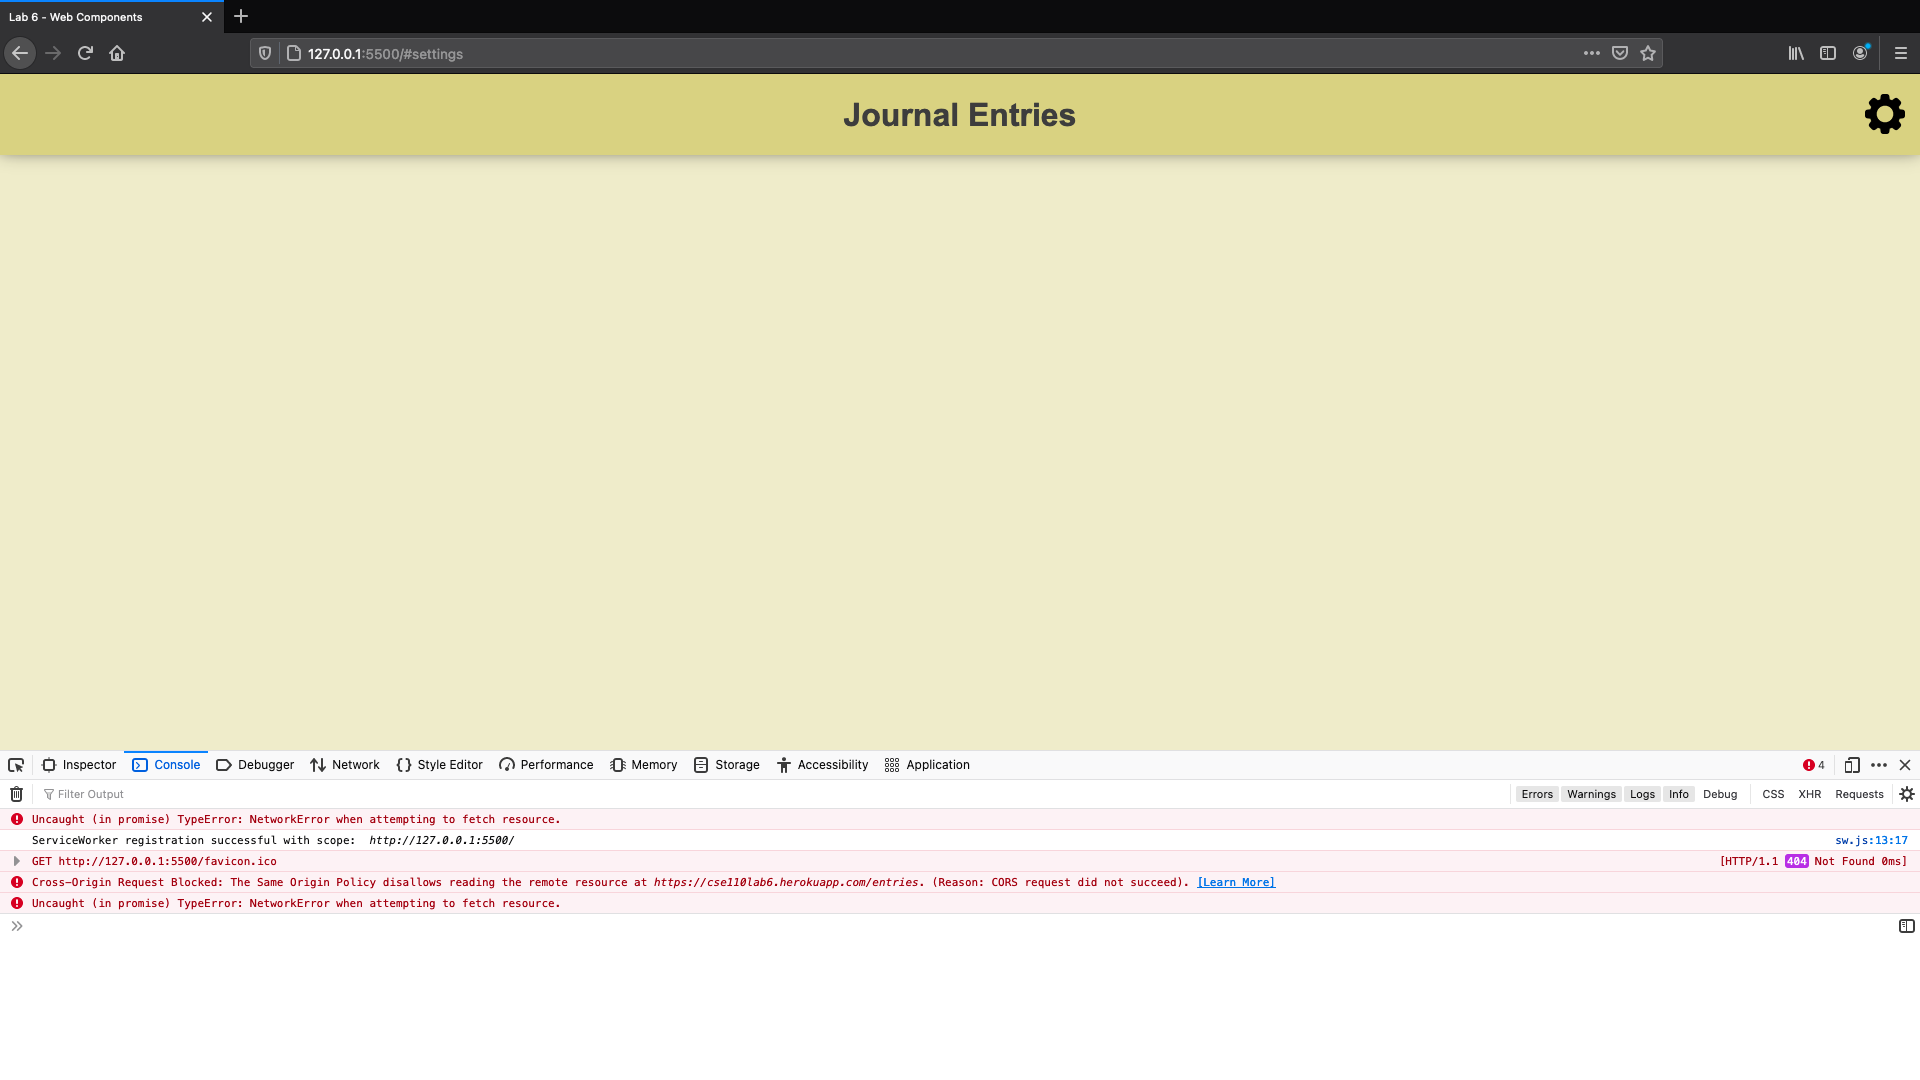 Lab 6 - Web Components
127.0.0.1:5500/#settings
Journal Entries
Inspector Console Debugger Network Style Editor Performance Memory Storage Accessibility Application 4
Filter Output Errors Warnings Logs Info Debug CSS XHR Requests
Uncaught (in promise) TypeError: NetworkError when attempting to fetch resource.
ServiceWorker registration successful with scope: http://127.0.0.1:5500/ sw.js:13:17
GET http://127.0.0.1:5500/favicon.ico [HTTP/1.1 404 Not Found 0ms]
Cross-Origin Request Blocked: The Same Origin Policy disallows reading the remote resource at https://cse110lab6.herokuapp.com/entries. (Reason: CORS request did not succeed). [Learn More]
Uncaught (in promise) TypeError: NetworkError when attempting to fetch resource.